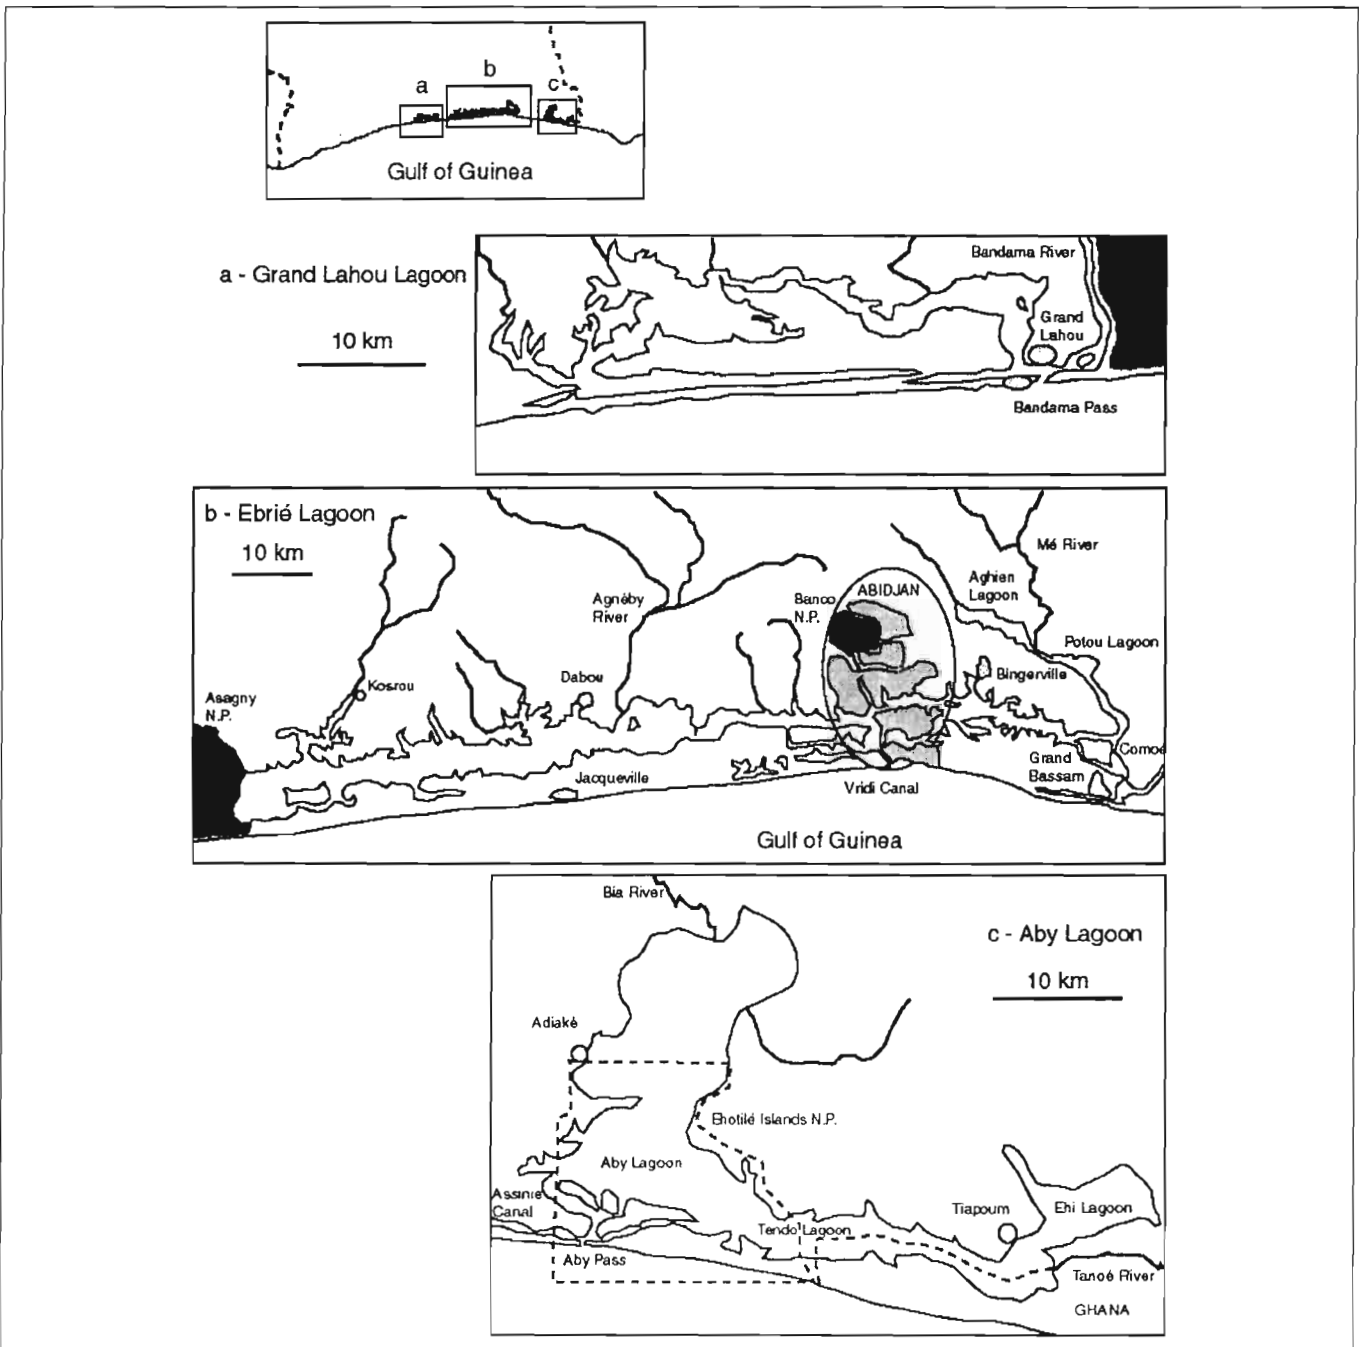 a
b
c
Gulf of Guinea
a - Grand Lahou Lagoon
10 km
Bandama River
Grand
Lahou
Bandama Pass
b - Ebrié Lagoon
10 km
Mé River
Aghien
Lagoon
Agnéby
River
Banco
N.P.
ABIDJAN
Potou Lagoon
Bingerville
Kosrou
Dabou
Asagny
N.P.
Comoé
Grand
Bassam
Jacqueville
Vridi Canal
Gulf of Guinea
Bia River
c - Aby Lagoon
10 km
Adiaké
Ehotilé Islands N.P.
Aby Lagoon
Assinie
Canal
Tiapoum
Ehi Lagoon
Tendo Lagoon
Aby Pass
Tanoé River
GHANA